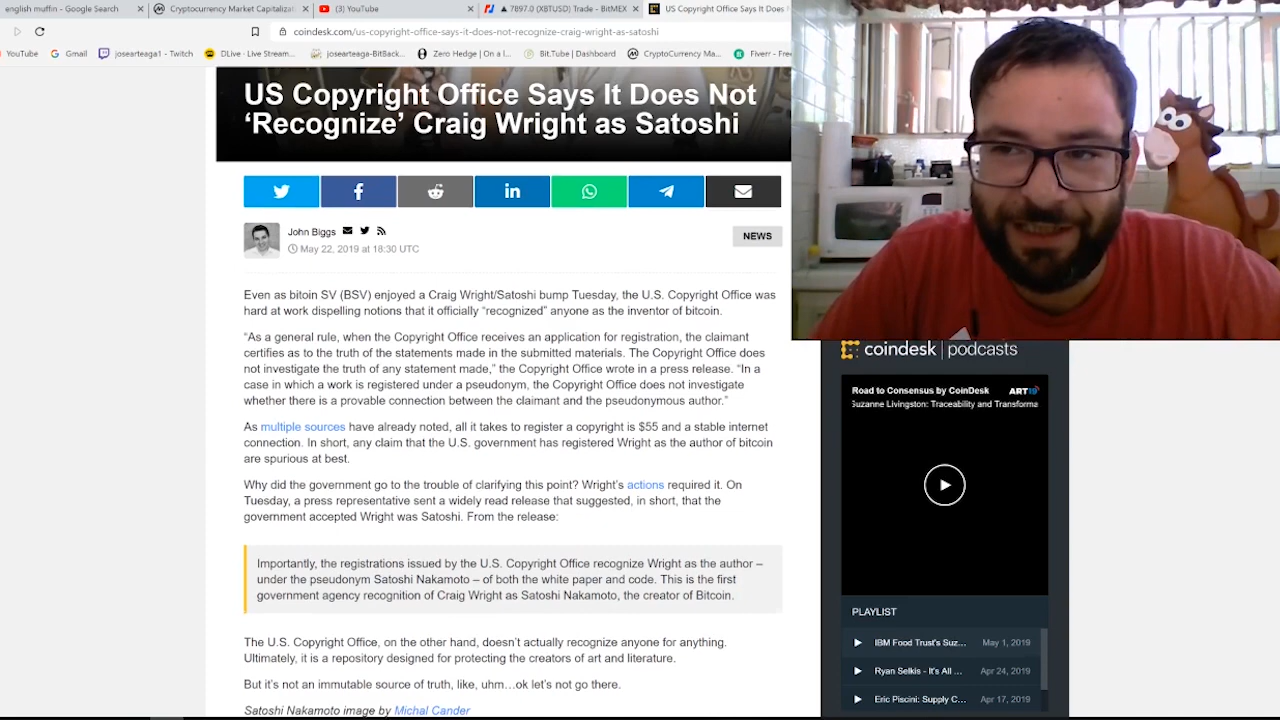 english muffin - Google Search
Cryptocurrency Market Capitaliza
(3) YouTube
▲ 7897.0 (XBTUSD) Trade - BitMEX
US Copyright Office Says It Does
coindesk.com/us-copyright-office-says-it-does-not-recognize-craig-wright-as-satoshi
YouTube
Gmail
josearteaga1 - Twitch
DLive · Live Stream...
josearteaga-BitBack...
Zero Hedge | On a l...
Bit.Tube | Dashboard
CryptoCurrency Ma...
Fiverr - Free
US Copyright Office Says It Does Not
‘Recognize’ Craig Wright as Satoshi
John Biggs
May 22, 2019 at 18:30 UTC
NEWS
Even as bitoin SV (BSV) enjoyed a Craig Wright/Satoshi bump Tuesday, the U.S. Copyright Office was
hard at work dispelling notions that it officially “recognized” anyone as the inventor of bitcoin.
“As a general rule, when the Copyright Office receives an application for registration, the claimant
certifies as to the truth of the statements made in the submitted materials. The Copyright Office does
not investigate the truth of any statement made,” the Copyright Office wrote in a press release. “In a
case in which a work is registered under a pseudonym, the Copyright Office does not investigate
whether there is a provable connection between the claimant and the pseudonymous author.”
As multiple sources have already noted, all it takes to register a copyright is $55 and a stable internet
connection. In short, any claim that the U.S. government has registered Wright as the author of bitcoin
are spurious at best.
Why did the government go to the trouble of clarifying this point? Wright’s actions required it. On
Tuesday, a press representative sent a widely read release that suggested, in short, that the
government accepted Wright was Satoshi. From the release:
Importantly, the registrations issued by the U.S. Copyright Office recognize Wright as the author –
under the pseudonym Satoshi Nakamoto – of both the white paper and code. This is the first
government agency recognition of Craig Wright as Satoshi Nakamoto, the creator of Bitcoin.
The U.S. Copyright Office, on the other hand, doesn’t actually recognize anyone for anything.
Ultimately, it is a repository designed for protecting the creators of art and literature.
But it’s not an immutable source of truth, like, uhm…ok let’s not go there.
Satoshi Nakamoto image by Michal Cander
coindesk | podcasts
Road to Consensus by CoinDesk
ART19
Suzanne Livingston: Traceability and Transforma
PLAYLIST
IBM Food Trust's Suz... May 1, 2019
Ryan Selkis - It's All ... Apr 24, 2019
Eric Piscini: Supply C... Apr 17, 2019